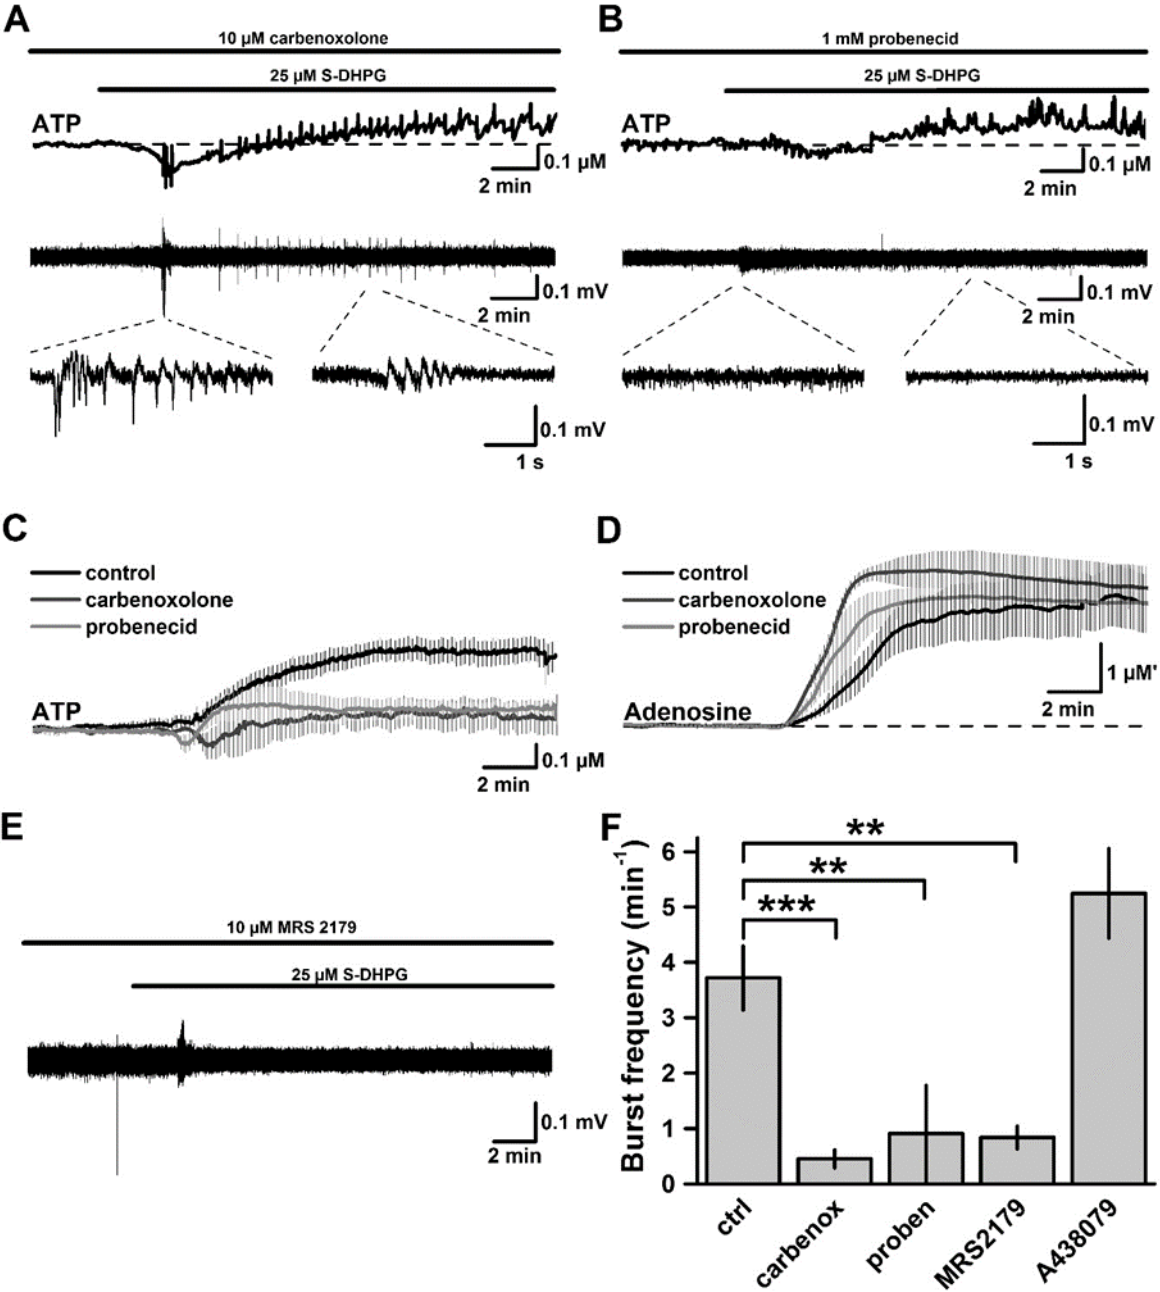 A
10 µM carbenoxolone
25 µM S-DHPG
ATP
0.1 µM
2 min
0.1 mV
2 min
0.1 mV
1 s
B
1 mM probenecid
25 µM S-DHPG
ATP
0.1 µM
2 min
0.1 mV
2 min
0.1 mV
1 s
C
control
carbenoxolone
probenecid
ATP
0.1 µM
2 min
D
control
carbenoxolone
probenecid
1 µM'
Adenosine
2 min
E
10 µM MRS 2179
25 µM S-DHPG
0.1 mV
2 min
F
**
**
***
Burst frequency (min⁻¹)
6
5
4
3
2
1
0
ctrl
carbenox
proben
MRS2179
A438079